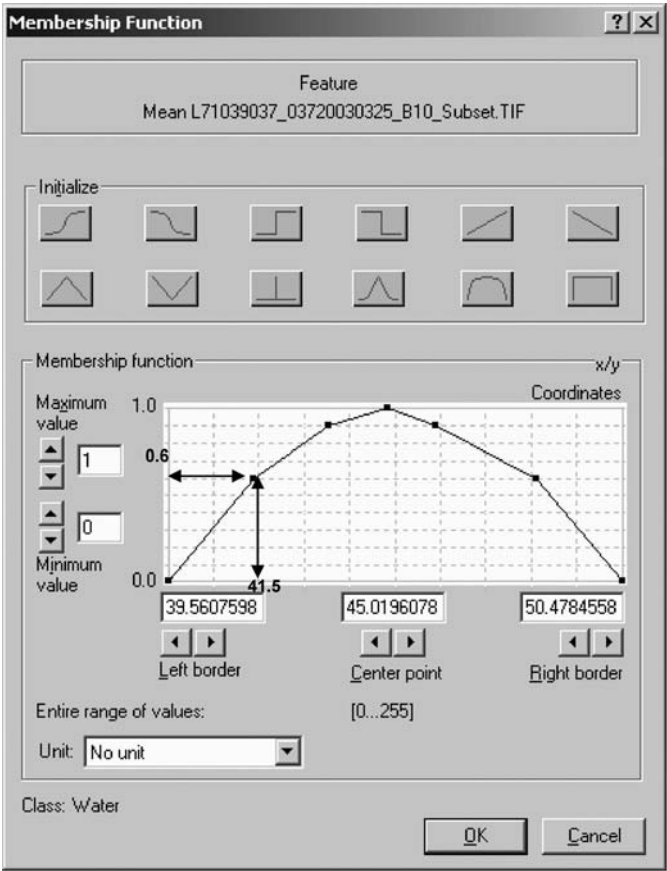 Membership Function
Feature
Mean L71039037_03720030325_B10_Subset.TIF
Initialize
Membership function
x/y
Coordinates
Maximum
value
1.0
0.6
1
0
Minimum
value
0.0
41.5
39.5607598 45.0196078 50.4784558
Left border Center point Right border
Entire range of values: [0...255]
Unit: No unit
Class: Water
OK Cancel